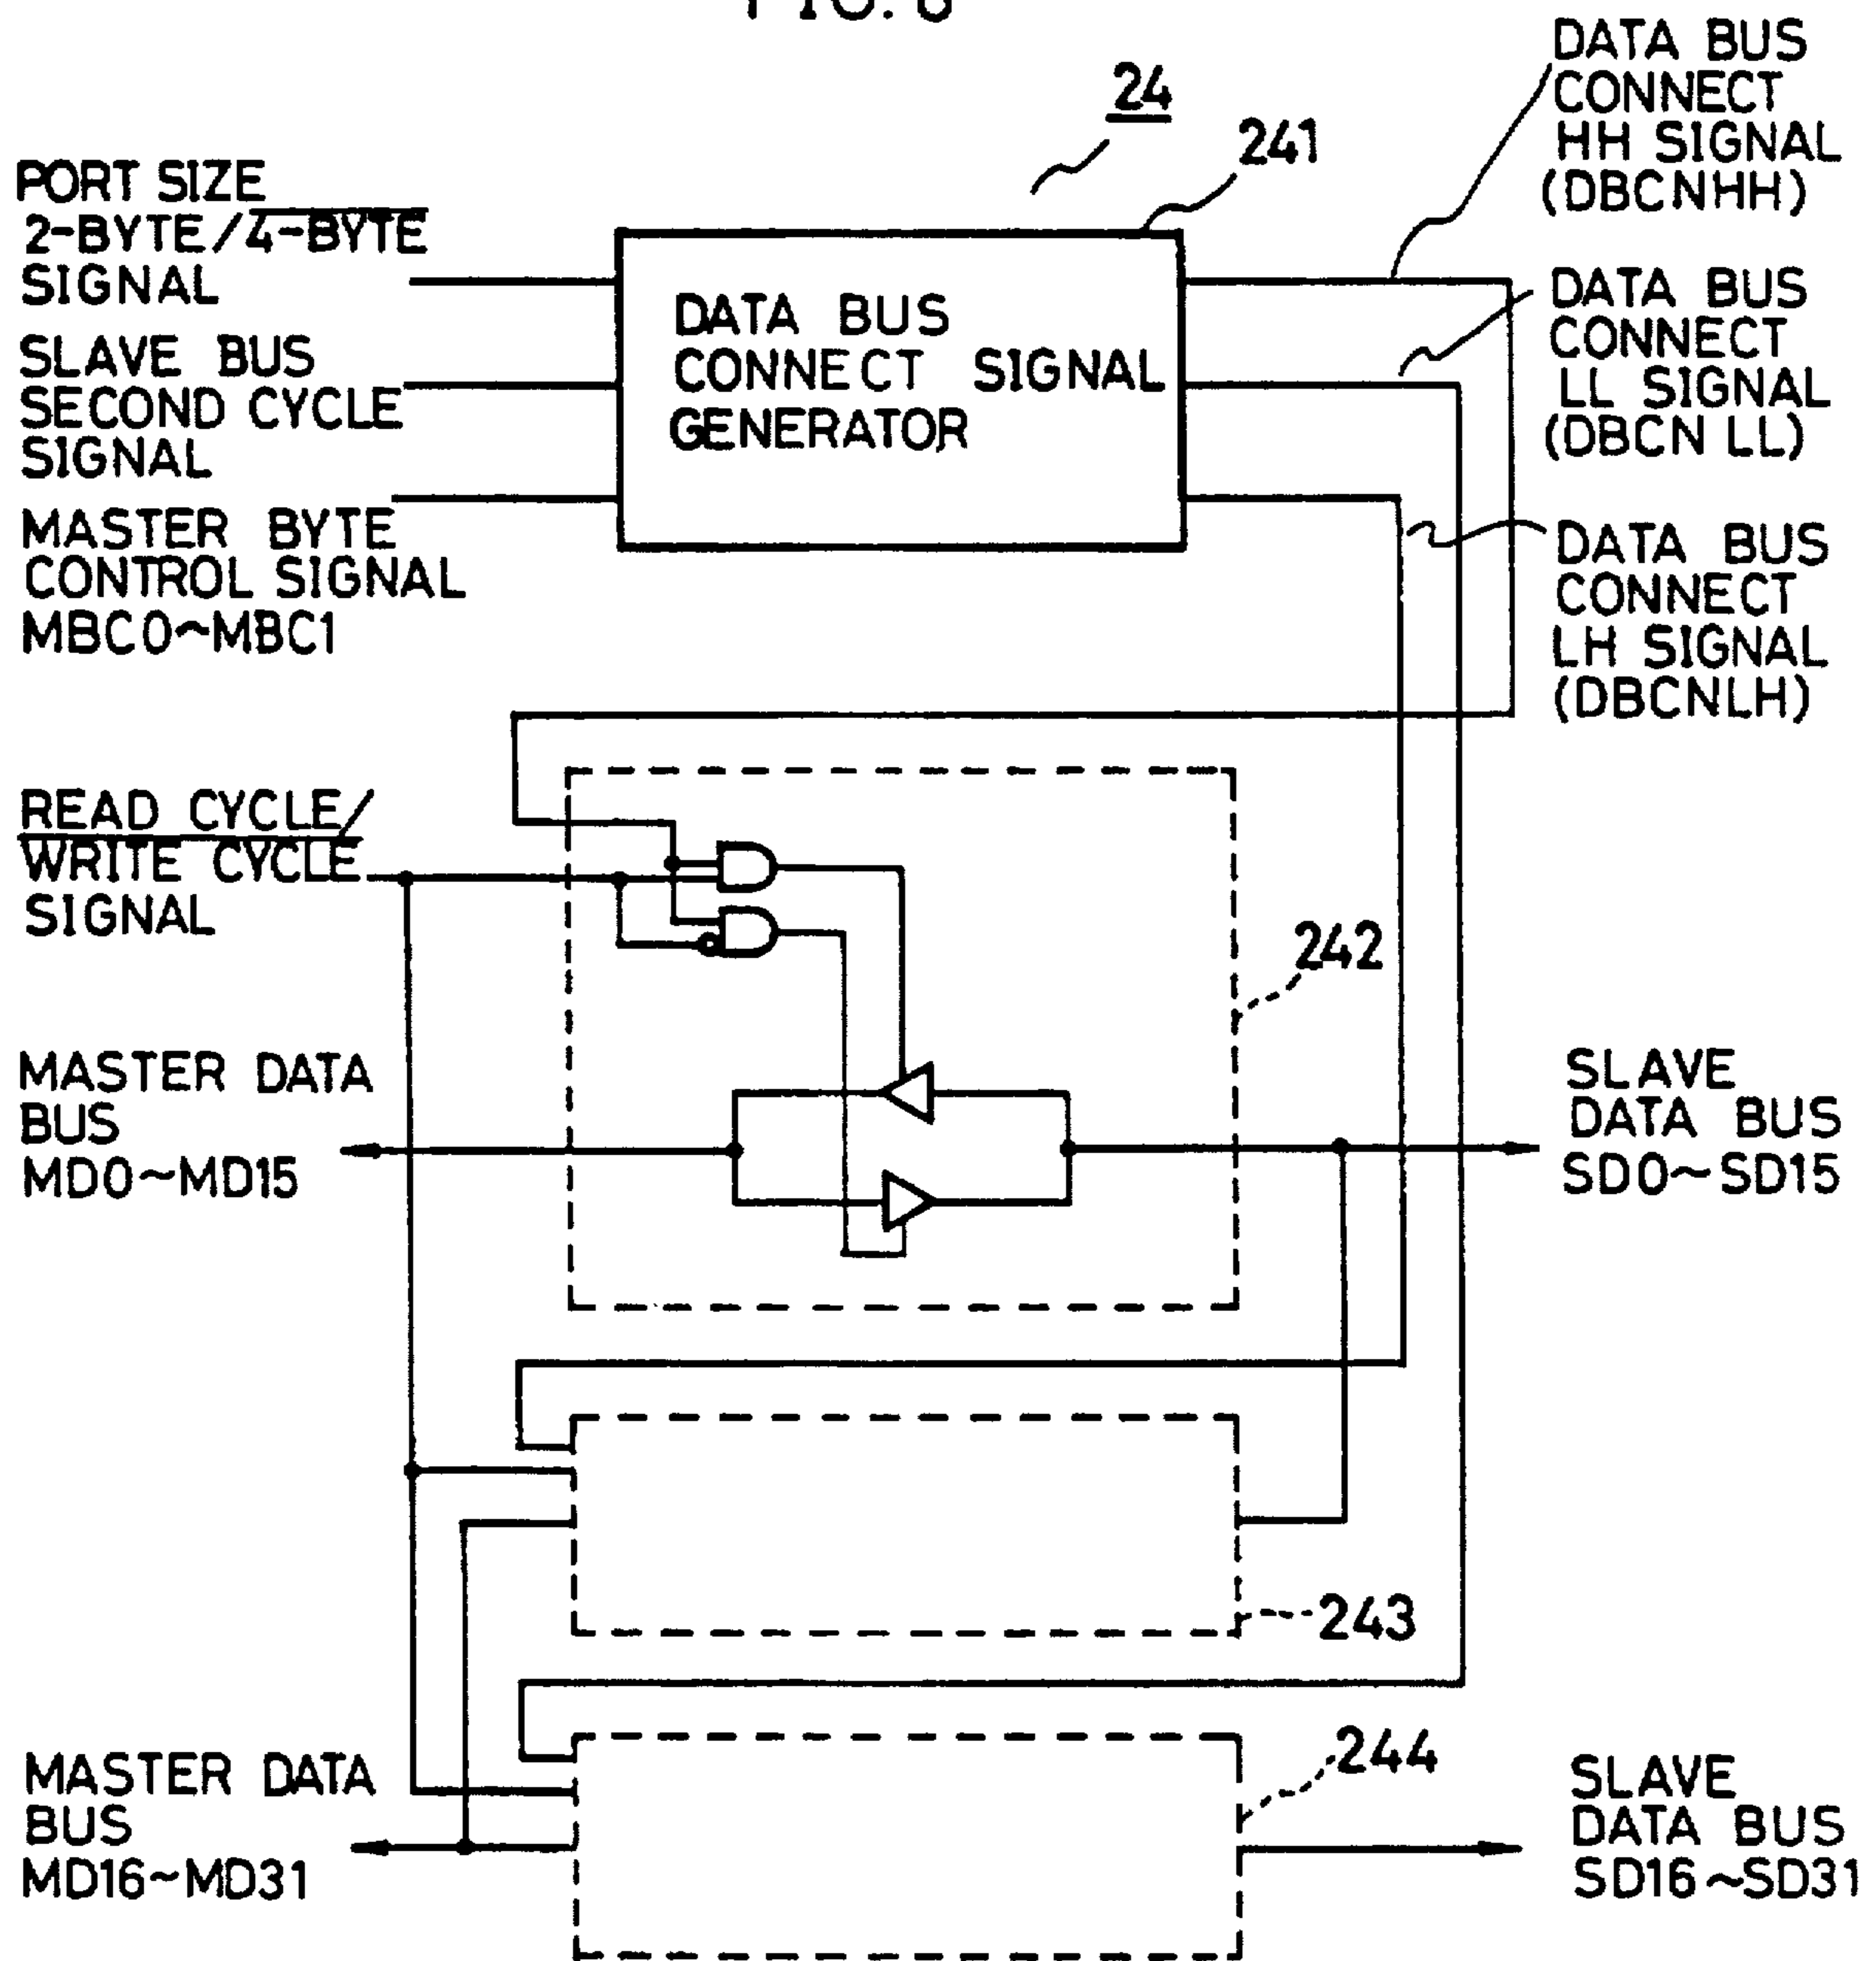 24
241
PORT SIZE
2-BYTE/4-BYTE
SIGNAL
SLAVE BUS
SECOND CYCLE
SIGNAL
MASTER BYTE
CONTROL SIGNAL
MBC0~MBC1
DATA BUS
CONNECT SIGNAL
GENERATOR
DATA BUS
CONNECT
HH SIGNAL
(DBCNHH)
DATA BUS
CONNECT
LL SIGNAL
(DBCN LL)
DATA BUS
CONNECT
LH SIGNAL
(DBCNLH)
READ CYCLE/
WRITE CYCLE
SIGNAL
242
MASTER DATA
BUS
MD0~MD15
SLAVE
DATA BUS
SD0~SD15
243
244
MASTER DATA
BUS
MD16~MD31
SLAVE
DATA BUS
SD16~SD31